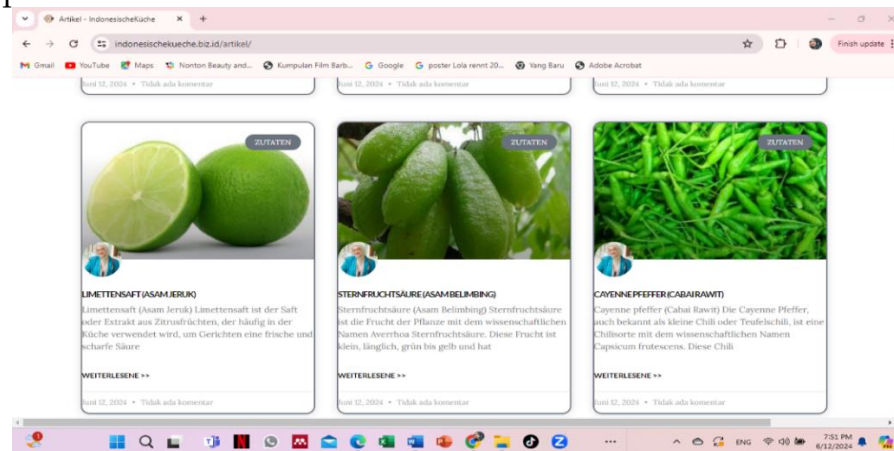 Artikel - IndonesischeKüche
indonesischekueche.biz.id/artikel/
Finish update
Gmail YouTube Maps Nonton Beauty and... Kumpulan Film Barb... Google poster Lola rennt 20... Yang Baru Adobe Acrobat
Juni 12, 2024 • Tidak ada komentar
Juni 12, 2024 • Tidak ada komentar
Juni 12, 2024 • Tidak ada komentar
ZUTATEN
LIMETTENSAFT (ASAM JERUK)
Limettensaft (Asam Jeruk) Limettensaft ist der Saft
oder Extrakt aus Zitrusfrüchten, der häufig in der
Küche verwendet wird, um Gerichten eine frische und
scharfe Säure
WEITERLESENE >>
Juni 12, 2024 • Tidak ada komentar
ZUTATEN
STERNFRUCHTSÄURE (ASAM BELIMBING)
Sternfruchtsäure (Asam Belimbing) Sternfruchtsäure
ist die Frucht der Pflanze mit dem wissenschaftlichen
Namen Averrhoa Sternfruchtsäure. Diese Frucht ist
klein, länglich, grün bis gelb und hat
WEITERLESENE >>
Juni 12, 2024 • Tidak ada komentar
ZUTATEN
CAYENNE PFEFFER (CABAI RAWIT)
Cayenne pfeffer (Cabai Rawit) Die Cayenne Pfeffer,
auch bekannt als kleine Chili oder Teufelschili, ist eine
Chilisorte mit dem wissenschaftlichen Namen
Capsicum frutescens. Diese Chili
WEITERLESENE >>
Juni 12, 2024 • Tidak ada komentar
ENG
7:51 PM
6/12/2024